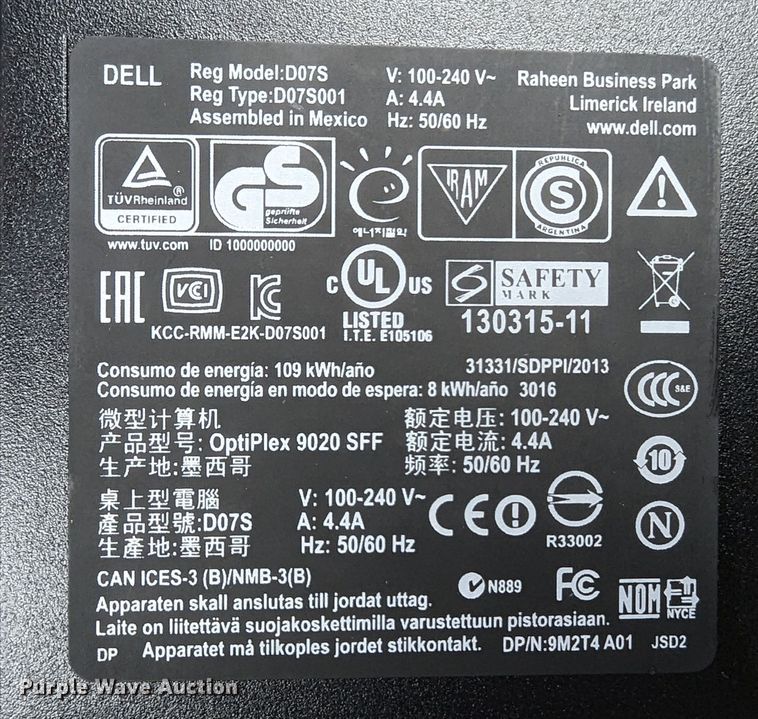 DELL
Reg Model:D07S
Reg Type:D07S001
Assembled in Mexico
V: 100-240 V~
A: 4.4A
Hz: 50/60 Hz
Raheen Business Park
Limerick Ireland
www.dell.com
TÜVRheinland®
CERTIFIED
www.tuv.com
GS
geprüfte
Sicherheit
ID 1000000000
에너지절약
IRAM
REPUBLICA
S
ARGENTINA
EAC
VCI
KC
KCC-RMM-E2K-D07S001
C UL US
®
LISTED
I.T.E. E105106
SAFETY
MARK
130315-11
Consumo de energía: 109 kWh/año
31331/SDPPI/2013
Consumo de energía en modo de espera: 8 kWh/año 3016
CCC S&E
微型计算机
产品型号: OptiPlex 9020 SFF
生产地:墨西哥
额定电压: 100-240 V~
额定电流: 4.4A
频率: 50/60 Hz
10
桌上型電腦
產品型號:D07S
生產地:墨西哥
V: 100-240 V~
A: 4.4A
Hz: 50/60 Hz
CE
R33002
N
CAN ICES-3 (B)/NMB-3(B)
N889
FC
NOM
NYCE
Apparaten skall anslutas till jordat uttag.
Laite on liitettävä suojakoskettimilla varustettuun pistorasiaan.
DP
Apparatet må tilkoples jordet stikkontakt.
DP/N:9M2T4 A01
JSD2
Purple Wave Auction